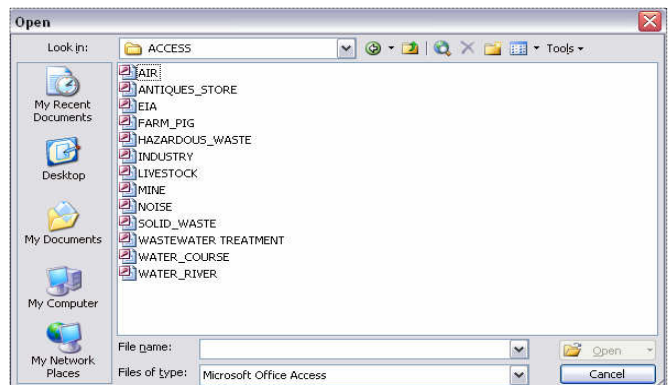 Open
Look in: ACCESS Tools
My Recent
Documents
Desktop
My Documents
My Computer
My Network
Places
AIR
ANTIQUES_STORE
EIA
FARM_PIG
HAZARDOUS_WASTE
INDUSTRY
LIVESTOCK
MINE
NOISE
SOLID_WASTE
WASTEWATER TREATMENT
WATER_COURSE
WATER_RIVER
File name: Open
Files of type: Microsoft Office Access Cancel